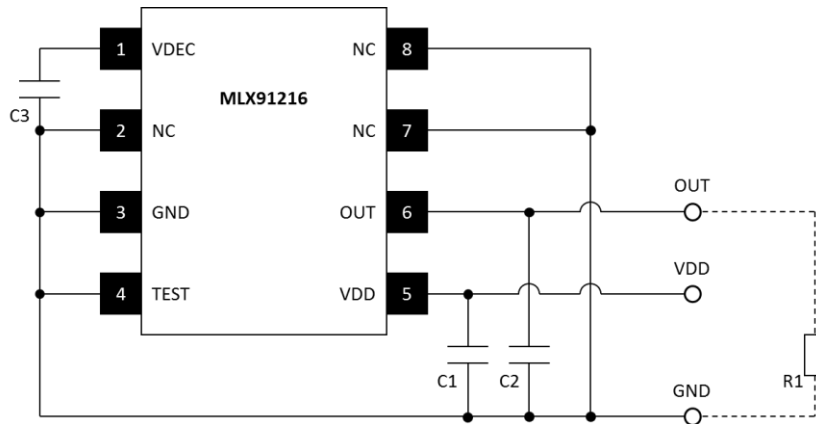 1 VDEC NC 8
MLX91216
C3
2 NC NC 7
3 GND OUT 6
OUT
4 TEST VDD 5
VDD
C1 C2 R1
GND